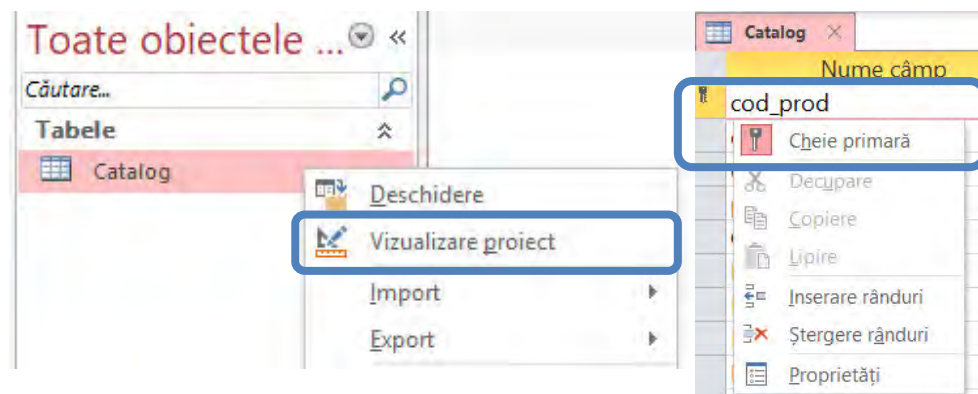 Toate obiectele ... «
Căutare...
Tabele
Catalog
Deschidere
Vizualizare proiect
Import
Export
Catalog
Nume câmp
cod_prod
Cheie primară
Decupare
Copiere
Lipire
Inserare rânduri
Ștergere rânduri
Proprietăți